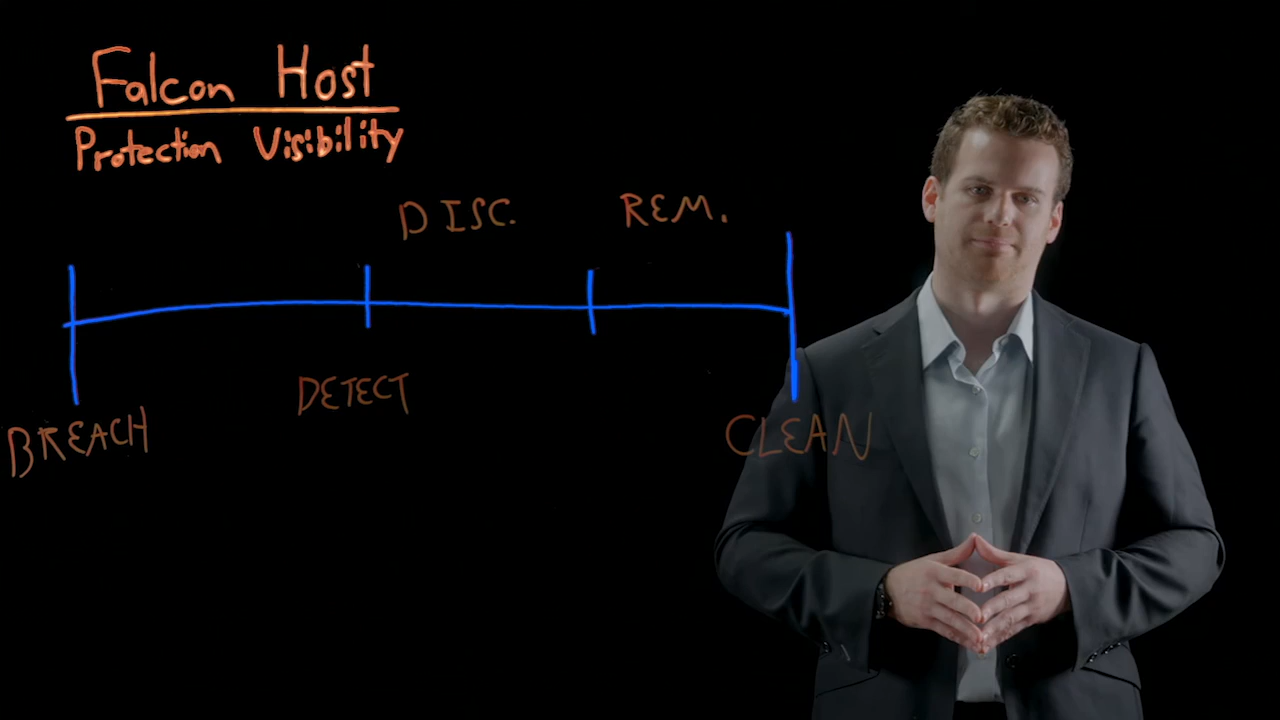 Falcon Host
Protection Visibility
DISC. REM.
DETECT
BREACH
CLEAN